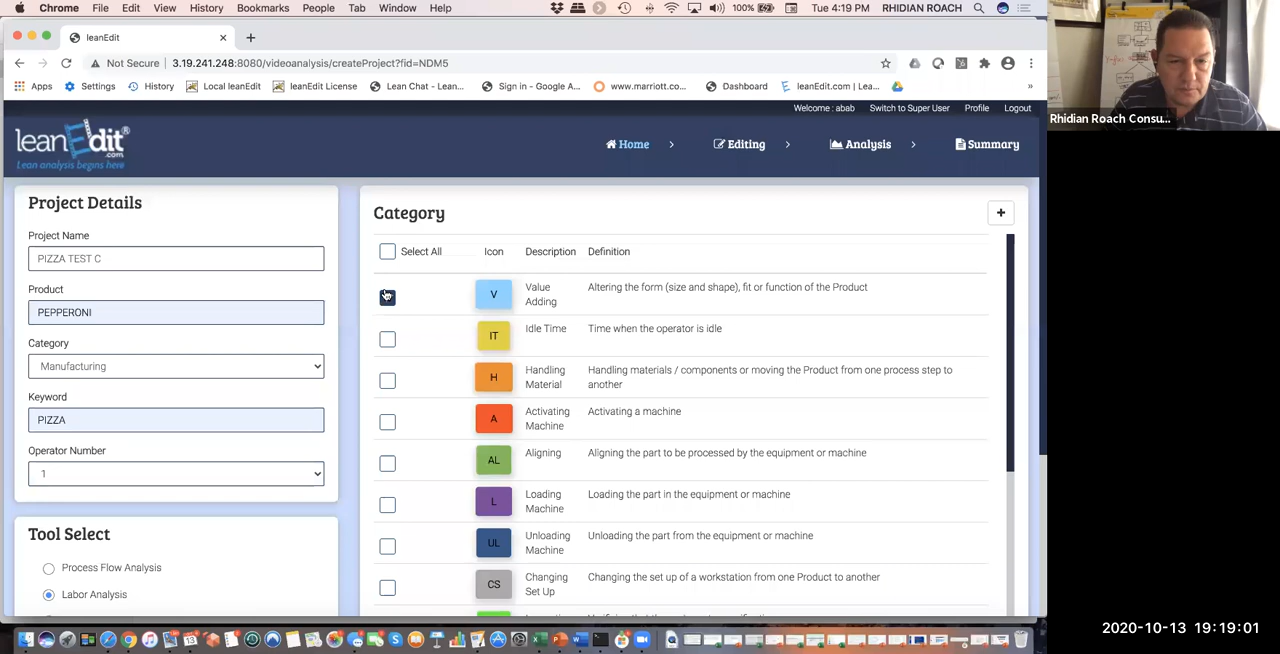 Chrome File Edit View History Bookmarks People Tab Window Help 100% Tue 4:19 PM RHIDIAN ROACH
leanEdit
Not Secure | 3.19.241.248:8080/videoanalysis/createProject?fid=NDM5
Apps Settings History Local leanEdit leanEdit License Lean Chat - Lean... Sign in - Google A... www.marriott.co... Dashboard leanEdit.com | Lea... »
Welcome : abab Switch to Super User Profile Logout
Rhidian Roach Consu...
leanEdit®
.com
Lean analysis begins here
Home Editing Analysis Summary
Project Details
Project Name
PIZZA TEST C
Product
PEPPERONI
Category
Manufacturing
Keyword
PIZZA
Operator Number
1
Tool Select
Process Flow Analysis
Labor Analysis
Category
+
Select All Icon Description Definition
V Value Adding Altering the form (size and shape), fit or function of the Product
IT Idle Time Time when the operator is idle
H Handling Material Handling materials / components or moving the Product from one process step to another
A Activating Machine Activating a machine
AL Aligning Aligning the part to be processed by the equipment or machine
L Loading Machine Loading the part in the equipment or machine
UL Unloading Machine Unloading the part from the equipment or machine
CS Changing Set Up Changing the set up of a workstation from one Product to another
2020-10-13 19:19:01